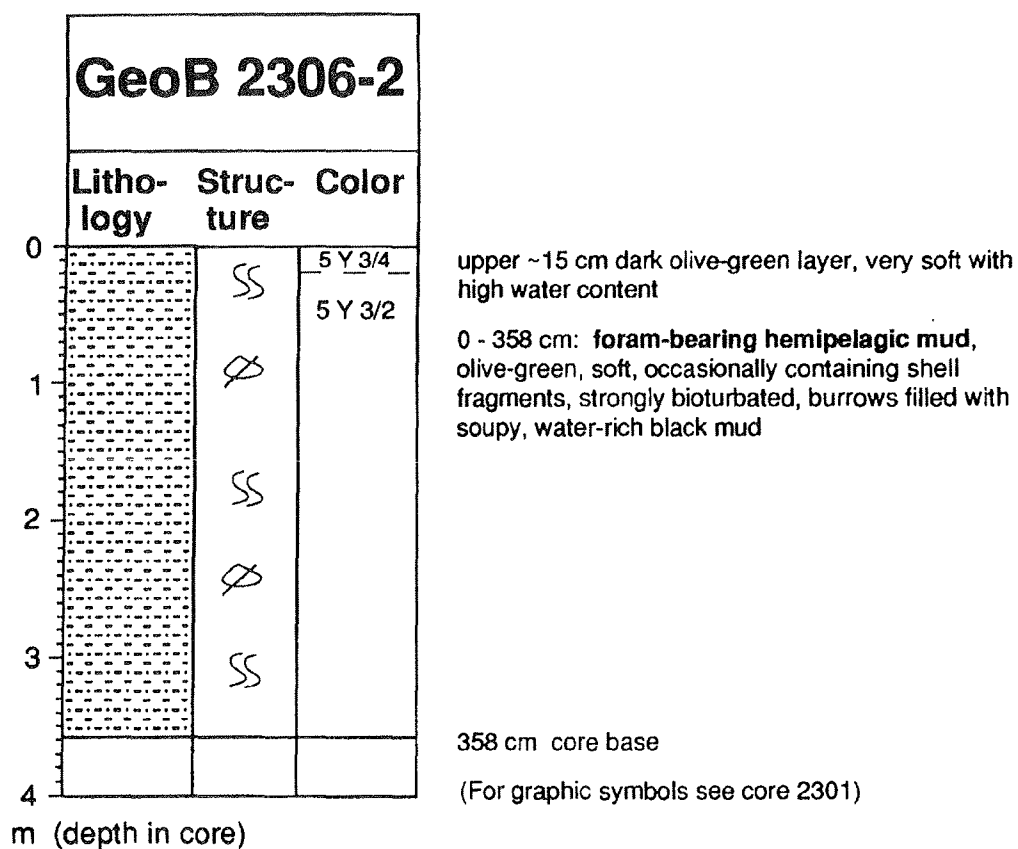 GeoB 2306-2
Litho-
logy
Struc-
ture
Color
0
1
2
3
4
5 Y 3/4
5 Y 3/2
upper ~15 cm dark olive-green layer, very soft with
high water content
0 - 358 cm: foram-bearing hemipelagic mud,
olive-green, soft, occasionally containing shell
fragments, strongly bioturbated, burrows filled with
soupy, water-rich black mud
358 cm core base
(For graphic symbols see core 2301)
m (depth in core)